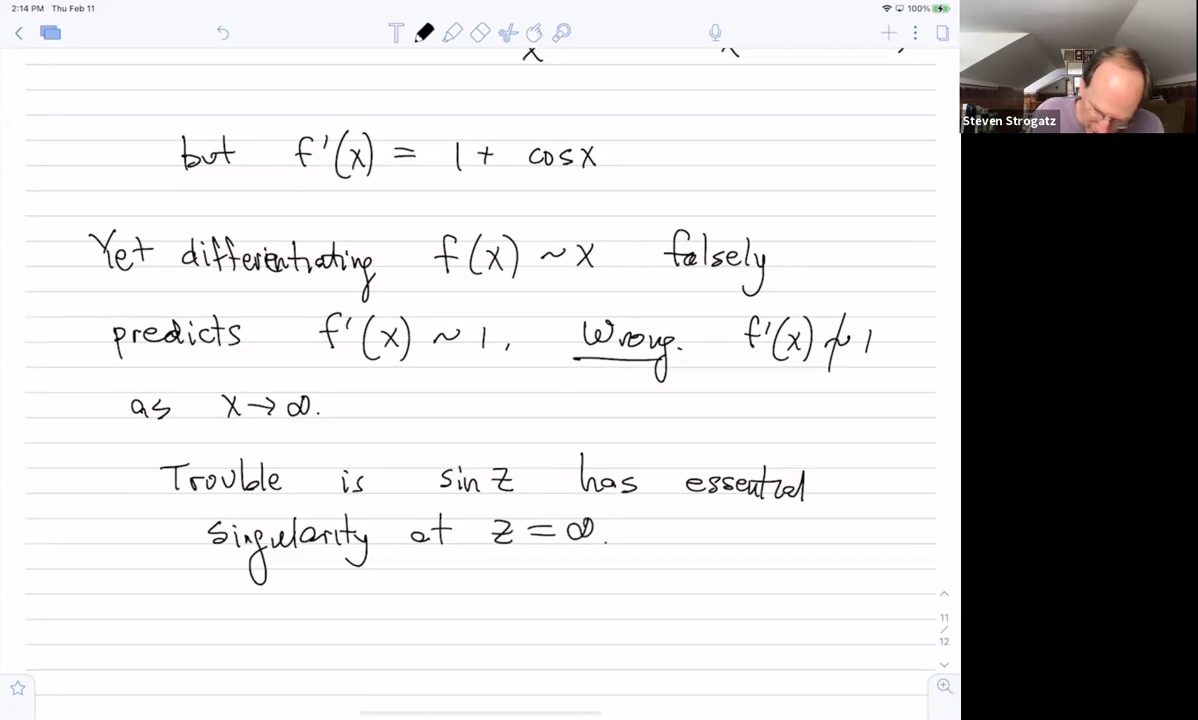 2:14 PM Thu Feb 11
100%
x
but f'(x) = 1 + cos x
Steven Strogatz
Yet differentiating f(x) ~ x falsely
predicts f'(x) ~ 1, Wrong. f'(x) ≁ 1
as x → ∞.
Trouble is sin z has essential
singularity at z = ∞.
11
/
12